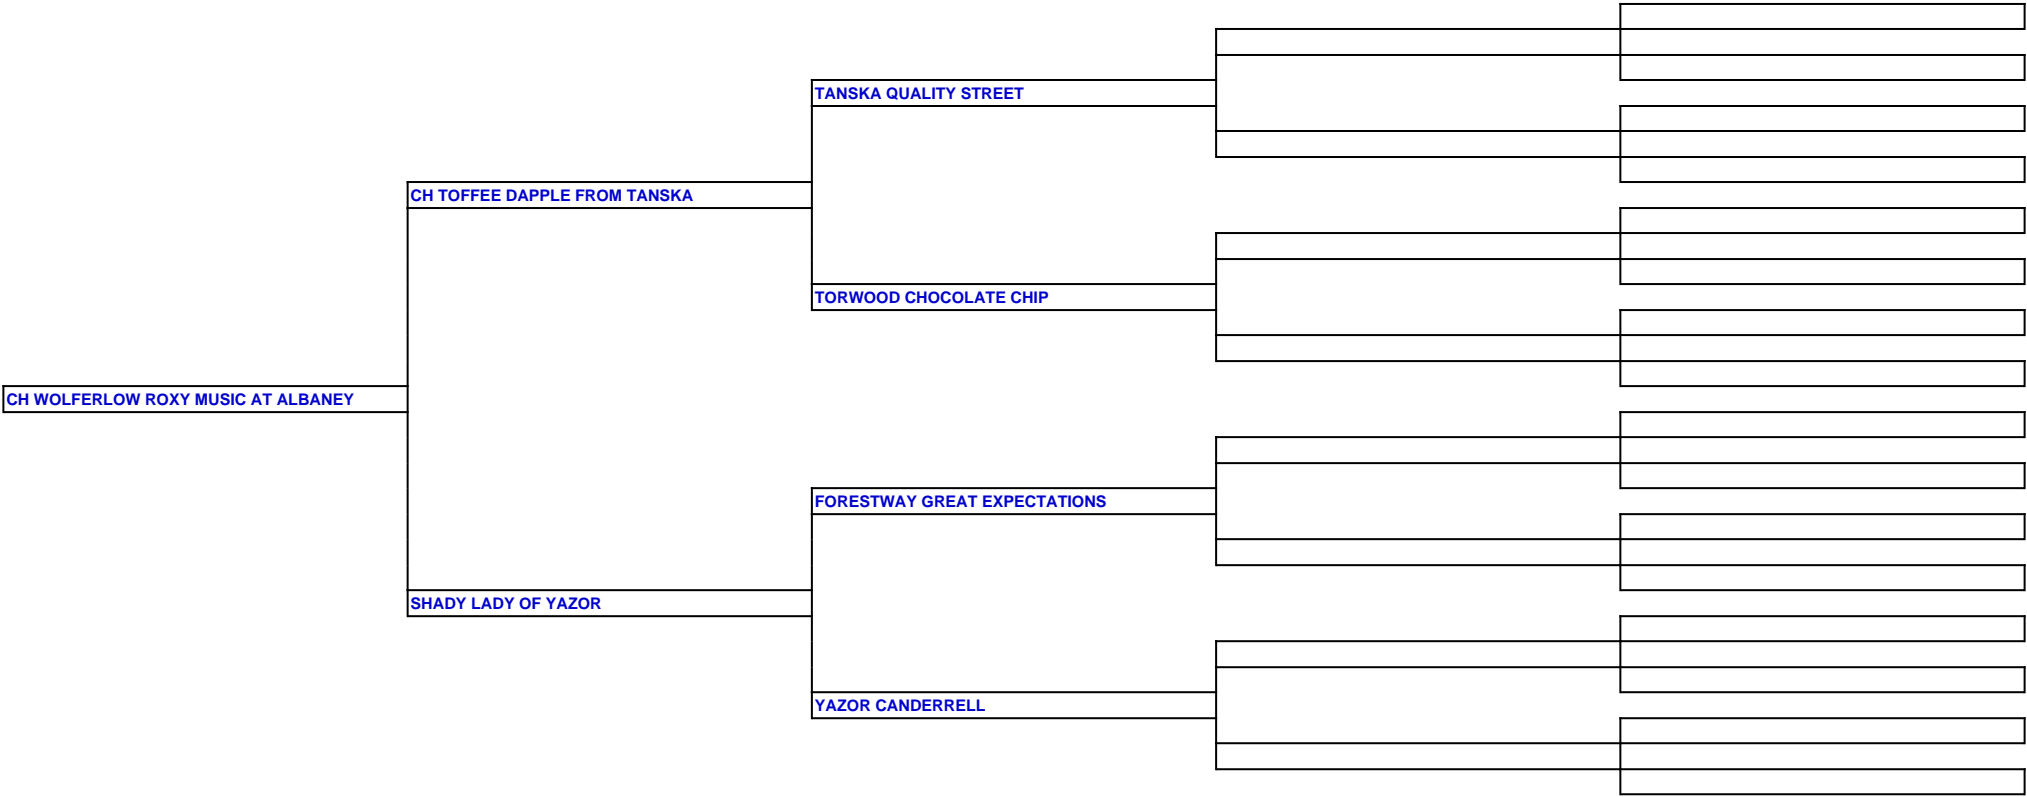 TANSKA QUALITY STREET
CH TOFFEE DAPPLE FROM TANSKA
TORWOOD CHOCOLATE CHIP
CH WOLFERLOW ROXY MUSIC AT ALBANEY
FORESTWAY GREAT EXPECTATIONS
SHADY LADY OF YAZOR
YAZOR CANDERRELL